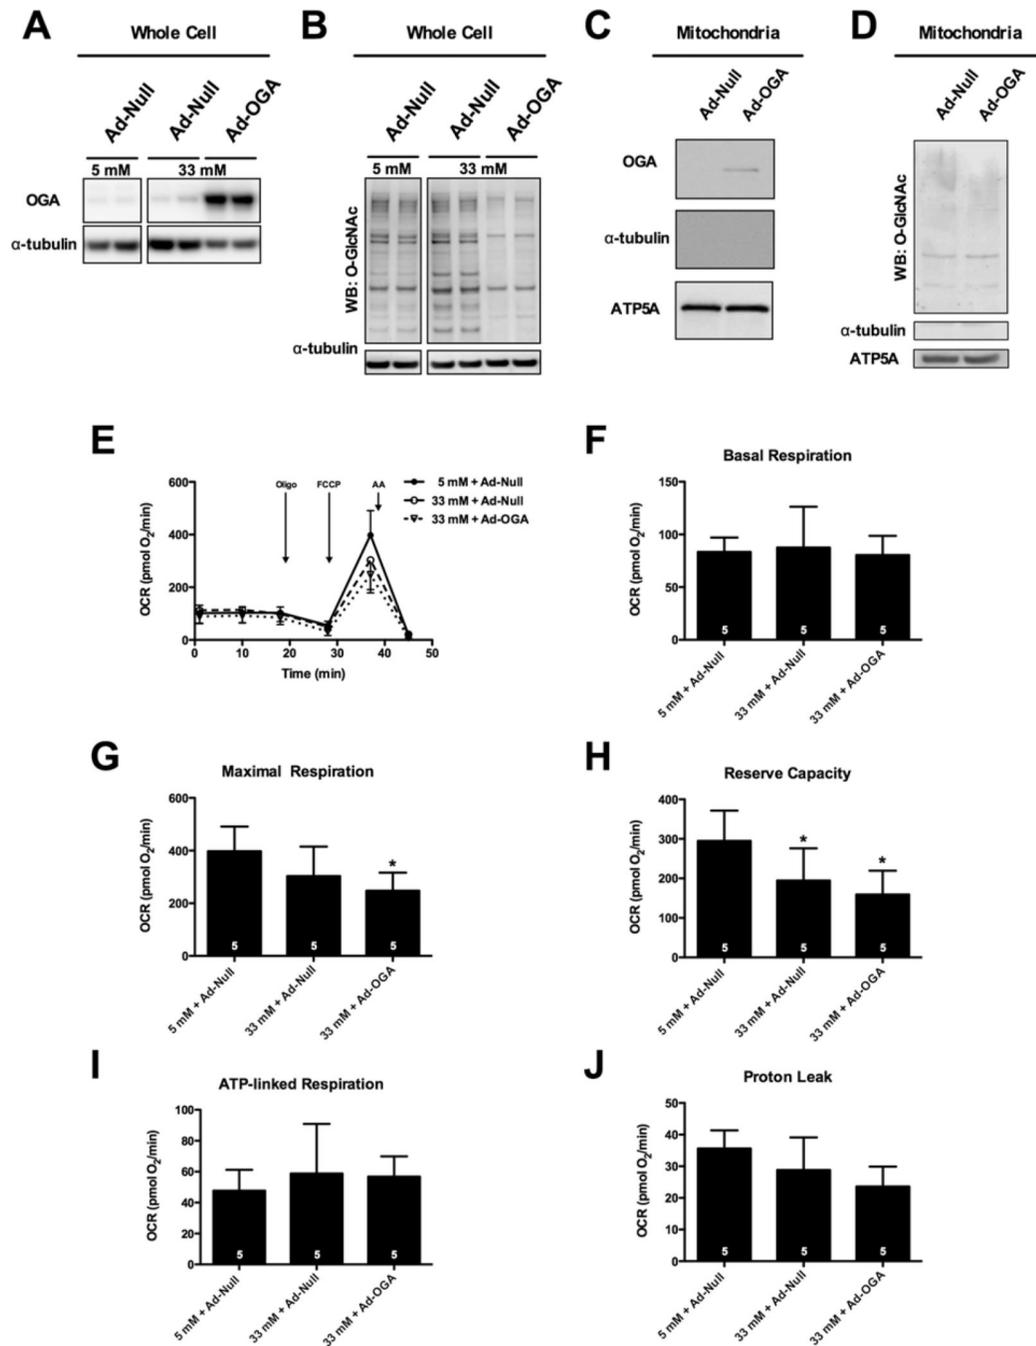 A
Whole Cell
Ad-Null
Ad-Null
Ad-OGA
5 mM
33 mM
OGA
α-tubulin
B
Whole Cell
Ad-Null
Ad-Null
Ad-OGA
5 mM
33 mM
WB: O-GlcNAc
α-tubulin
C
Mitochondria
Ad-Null
Ad-OGA
OGA
α-tubulin
ATP5A
D
Mitochondria
Ad-Null
Ad-OGA
WB: O-GlcNAc
α-tubulin
ATP5A
E
OCR (pmol O2/min)
600
400
200
0
0 10 20 30 40 50
Time (min)
Oligo
FCCP
AA
5 mM + Ad-Null
33 mM + Ad-Null
33 mM + Ad-OGA
F
Basal Respiration
OCR (pmol O2/min)
150
100
50
0
5 5 5
5 mM + Ad-Null
33 mM + Ad-Null
33 mM + Ad-OGA
G
Maximal Respiration
OCR (pmol O2/min)
600
400
200
0
*
5 5 5
5 mM + Ad-Null
33 mM + Ad-Null
33 mM + Ad-OGA
H
Reserve Capacity
OCR (pmol O2/min)
400
300
200
100
0
* *
5 5 5
5 mM + Ad-Null
33 mM + Ad-Null
33 mM + Ad-OGA
I
ATP-linked Respiration
OCR (pmol O2/min)
100
80
60
40
20
0
5 5 5
5 mM + Ad-Null
33 mM + Ad-Null
33 mM + Ad-OGA
J
Proton Leak
OCR (pmol O2/min)
50
40
30
20
10
0
5 5 5
5 mM + Ad-Null
33 mM + Ad-Null
33 mM + Ad-OGA